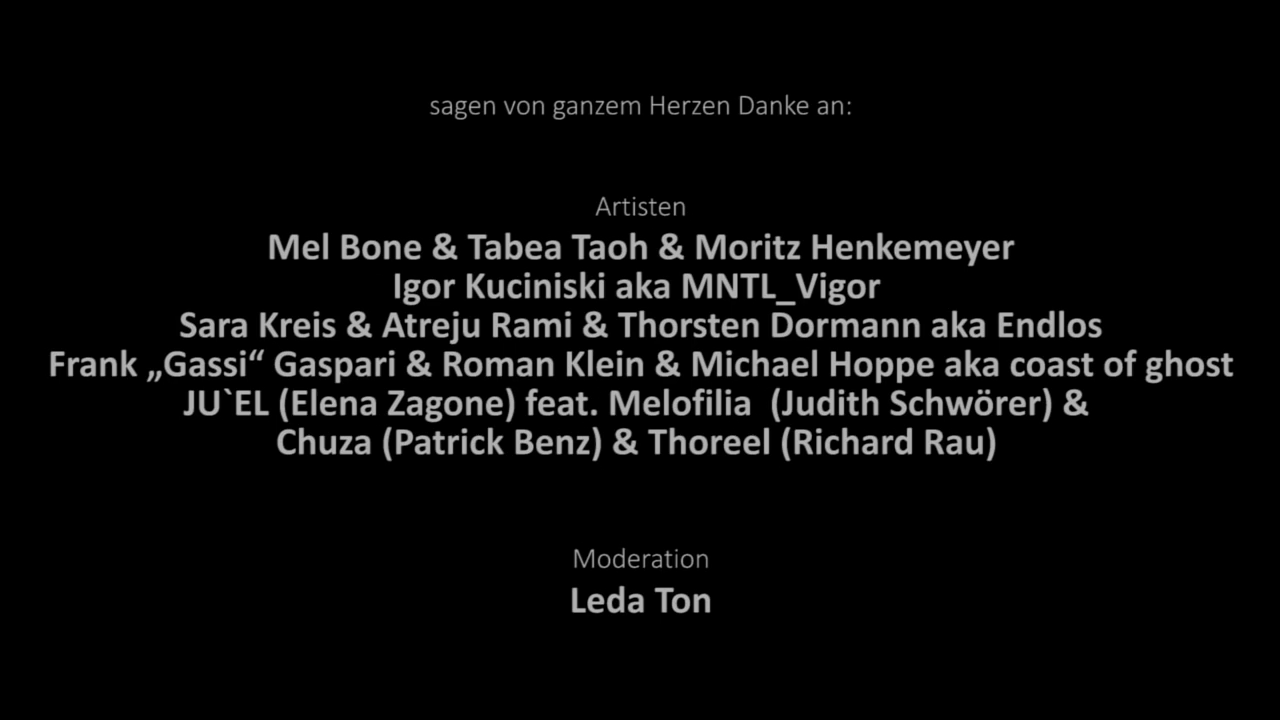 sagen von ganzem Herzen Danke an:
Artisten
Mel Bone & Tabea Taoh & Moritz Henkemeyer
Igor Kuciniski aka MNTL_Vigor
Sara Kreis & Atreju Rami & Thorsten Dormann aka Endlos
Frank „Gassi“ Gaspari & Roman Klein & Michael Hoppe aka coast of ghost
JU`EL (Elena Zagone) feat. Melofilia  (Judith Schwörer) &
Chuza (Patrick Benz) & Thoreel (Richard Rau)
Moderation
Leda Ton